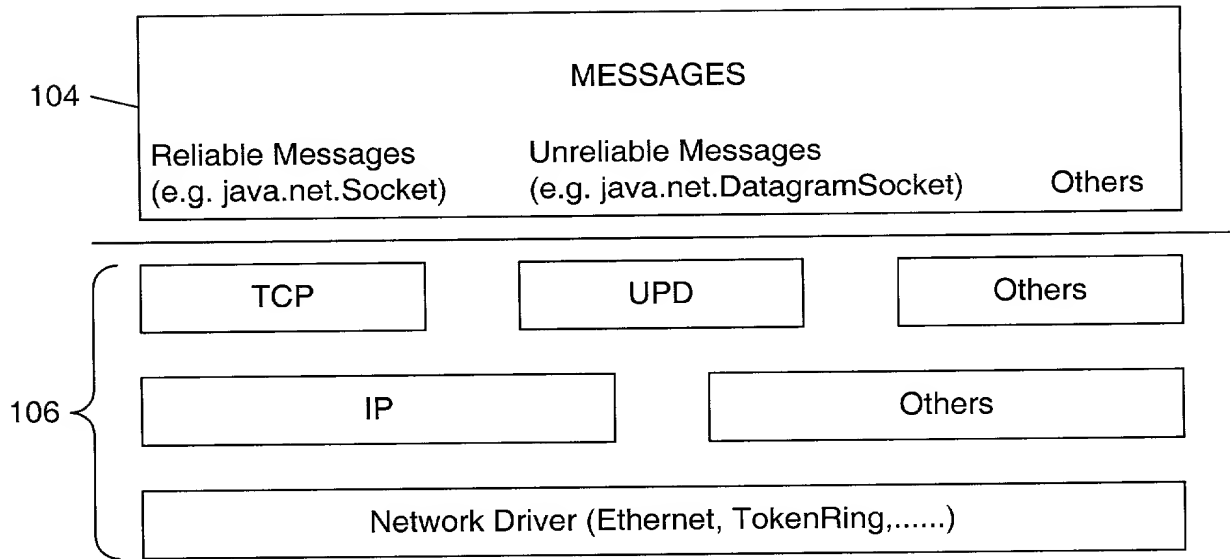 MESSAGES
104
Reliable Messages
(e.g. java.net.Socket)
Unreliable Messages
(e.g. java.net.DatagramSocket)
Others
TCP
UPD
Others
106
IP
Others
Network Driver (Ethernet, TokenRing,......)